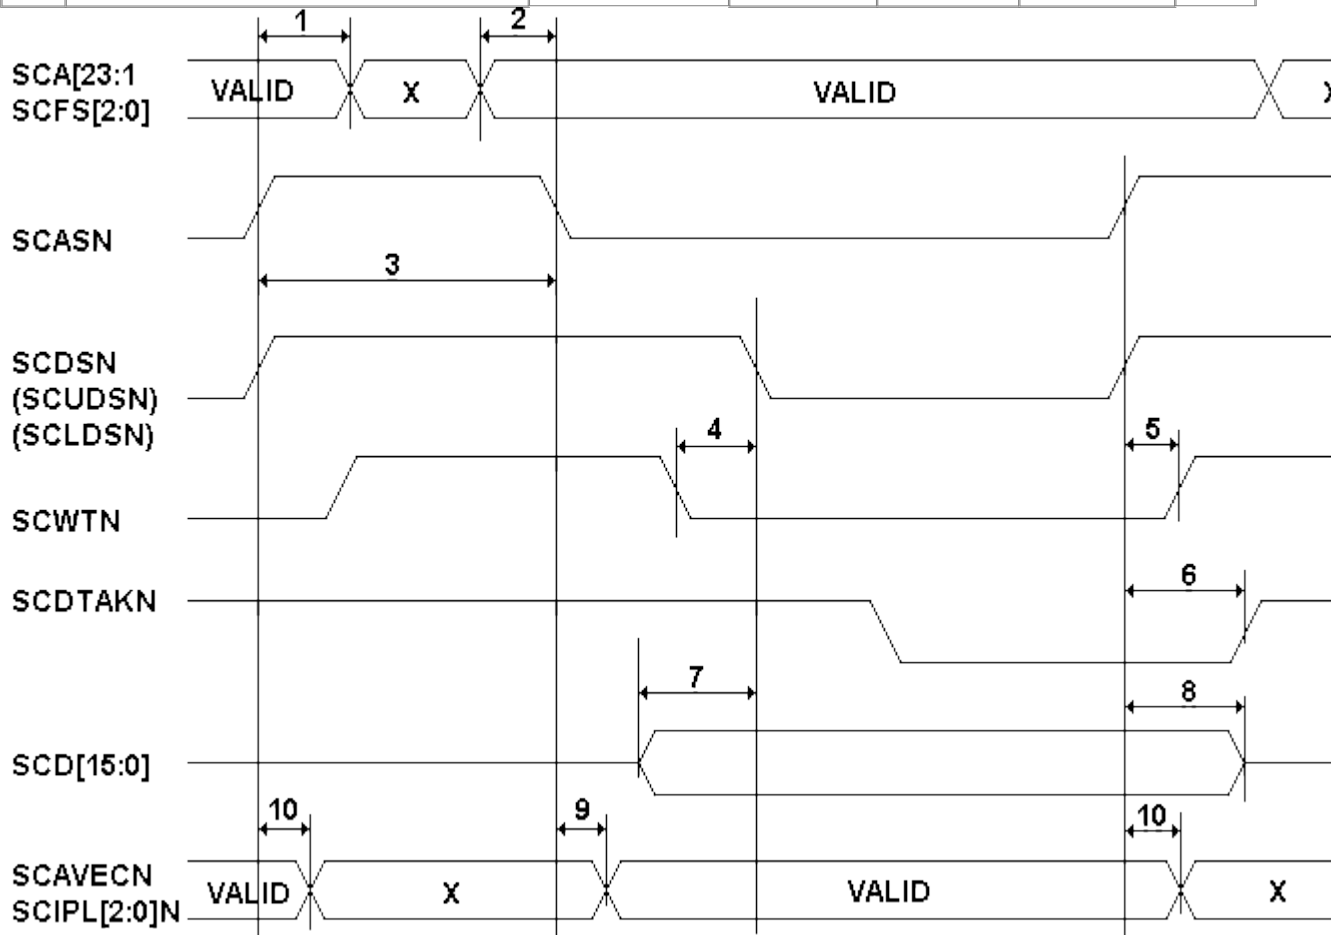 1 2
SCA[23:1
SCFS[2:0]
VALID X VALID X
SCASN
3
SCDSN
(SCUDSN)
(SCLDSN)
4 5
SCWTN
SCDTAKN
6
7 8
SCD[15:0]
10 9 10
SCAVECN
SCIPL[2:0]N
VALID X VALID X